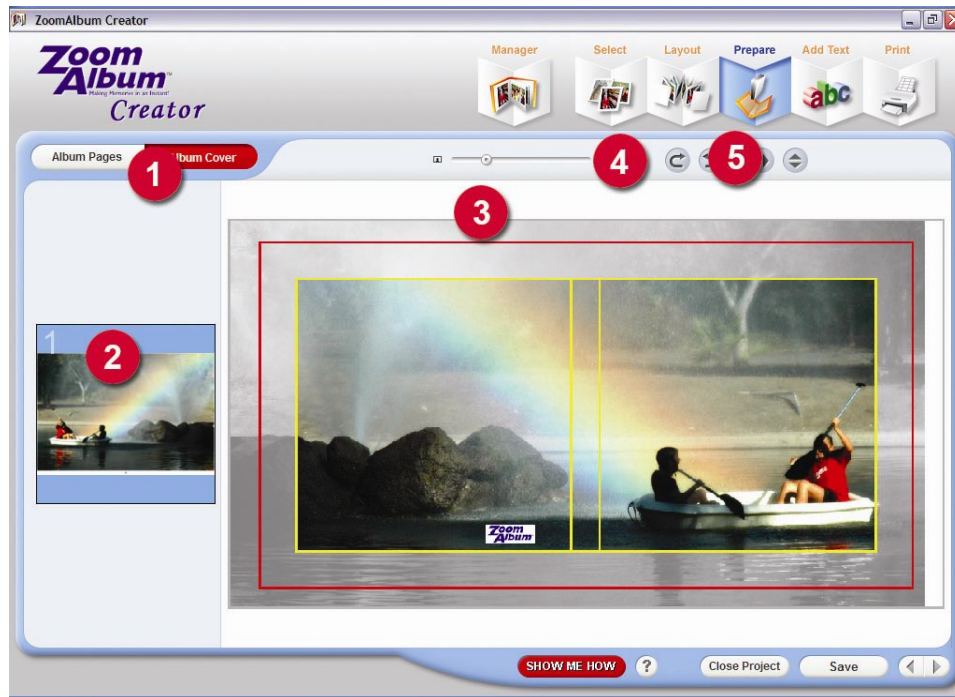 ZoomAlbum Creator
Zoom
Album™
Making Memories in an Instant!
Creator
Manager
Select
Layout
Prepare
Add Text
Print
abc
Album Pages
Album Cover
1
4
5
3
1
2
Zoom
Album
SHOW ME HOW
?
Close Project
Save